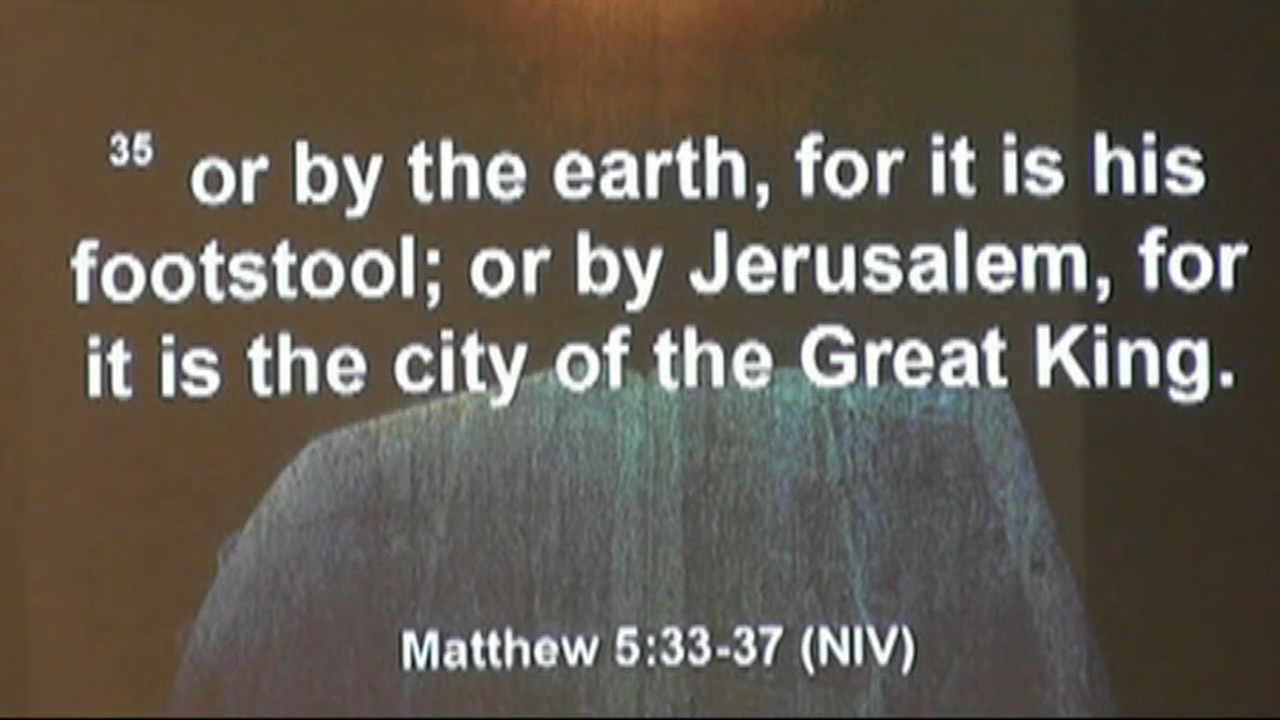 35 or by the earth, for it is his
footstool; or by Jerusalem, for
it is the city of the Great King.
Matthew 5:33-37 (NIV)